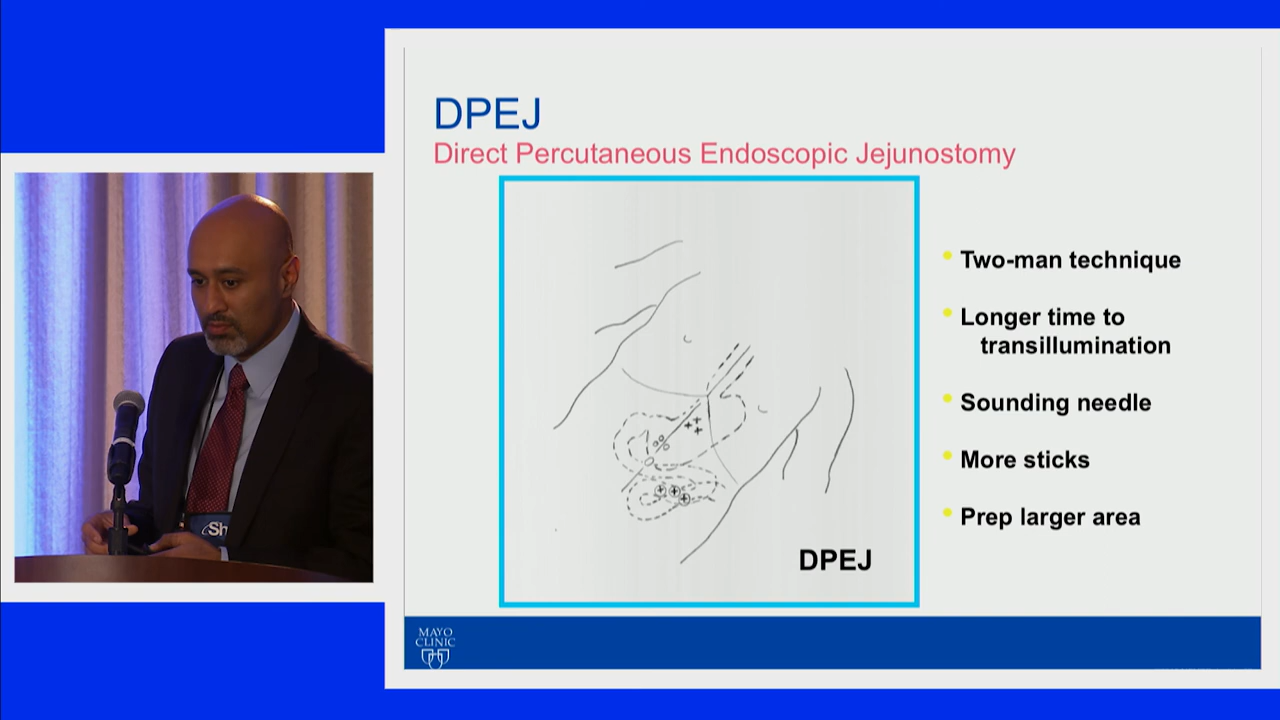 DPEJ
Direct Percutaneous Endoscopic Jejunostomy
Two-man technique
Longer time to
transillumination
Sounding needle
More sticks
Prep larger area
DPEJ
MAYO
CLINIC
Sh